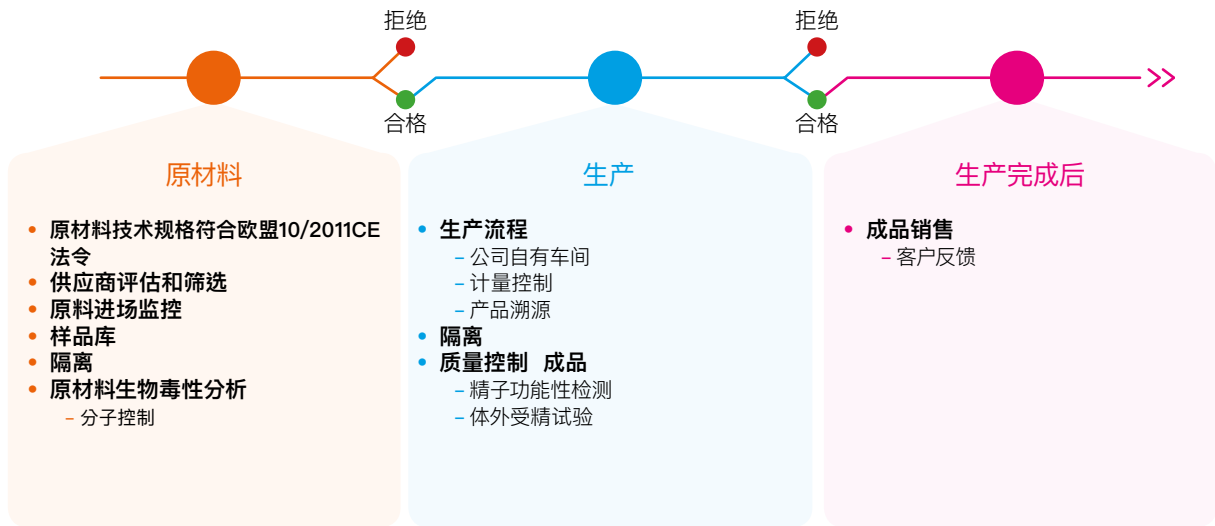 拒绝
拒绝
合格
合格
原材料
• 原材料技术规格符合欧盟10/2011CE
法令
• 供应商评估和筛选
• 原料进场监控
• 样品库
• 隔离
• 原材料生物毒性分析
– 分子控制
生产
• 生产流程
– 公司自有车间
– 计量控制
– 产品溯源
• 隔离
• 质量控制 成品
– 精子功能性检测
– 体外受精试验
生产完成后
• 成品销售
– 客户反馈